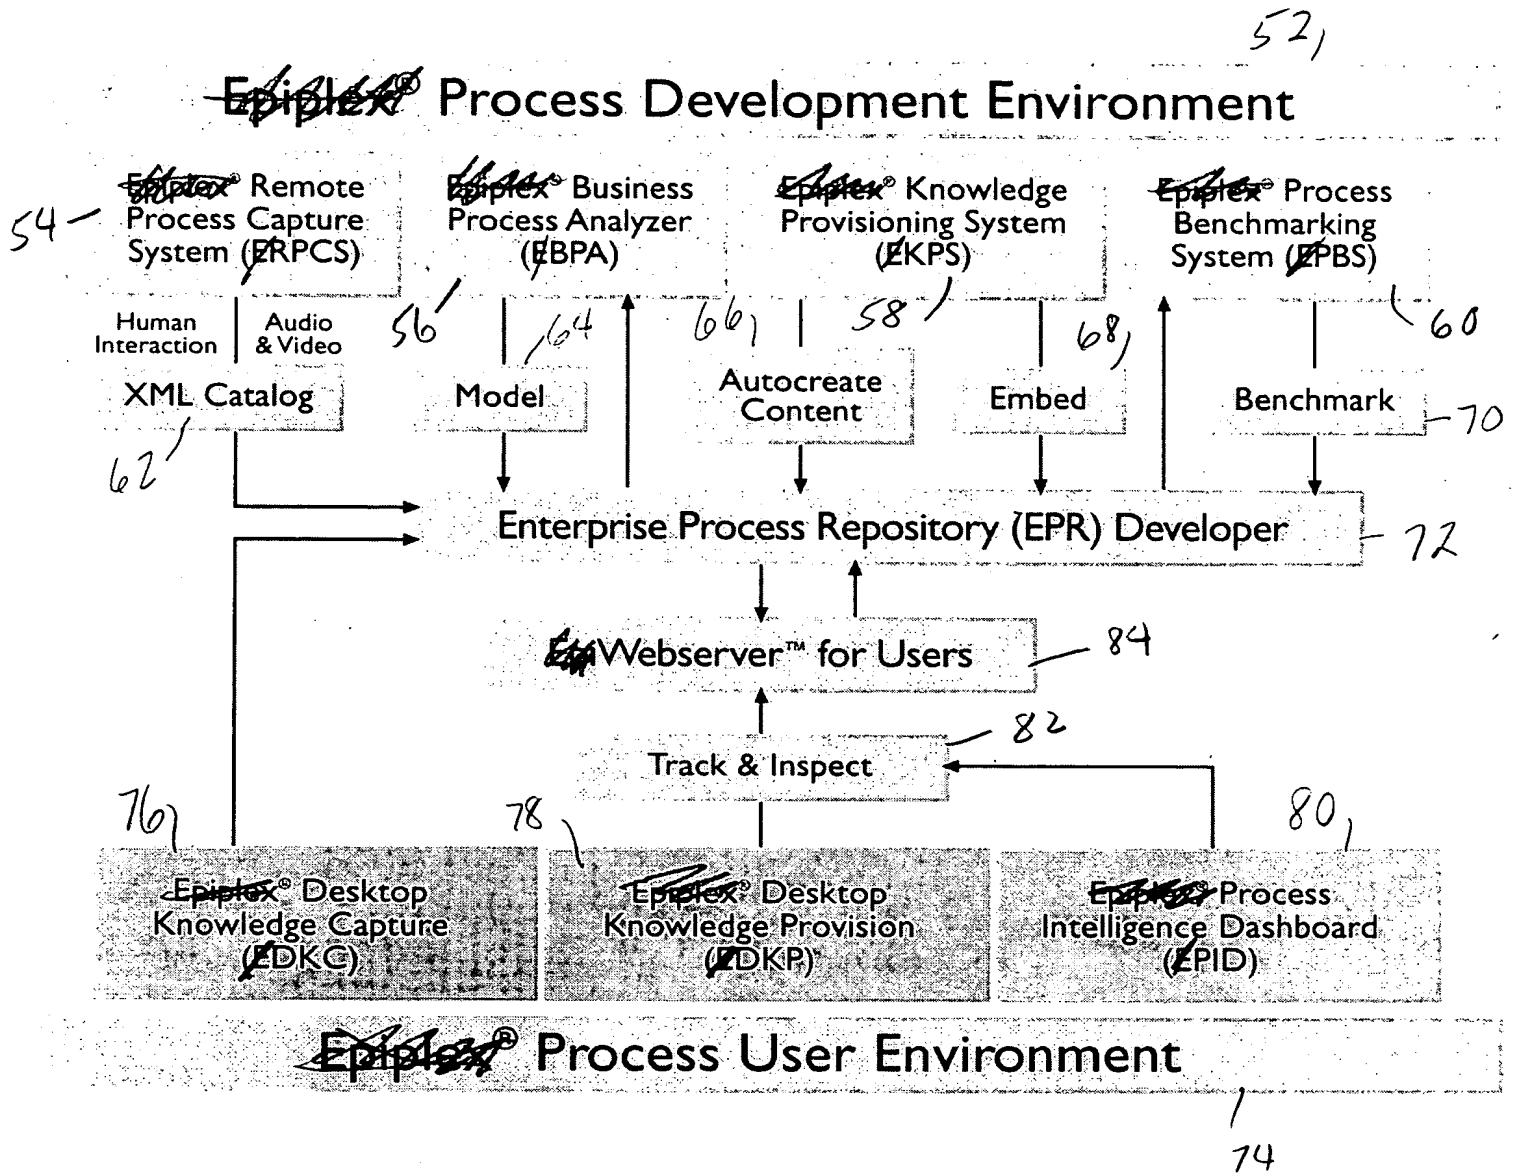 52
Epiplex® Process Development Environment
Epiplex® Remote
Process Capture
System (ERPCS)
54
Epiplex® Business
Process Analyzer
(EBPA)
56
Epiplex® Knowledge
Provisioning System
(EKPS)
58
Epiplex® Process
Benchmarking
System (EPBS)
60
Human
Interaction
Audio
& Video
64
66
68
XML Catalog
62
Model
Autocreate
Content
Embed
Benchmark
70
Enterprise Process Repository (EPR) Developer
72
Webserver™ for Users
84
82
Track & Inspect
76
78
80
Epiplex® Desktop
Knowledge Capture
(EDKC)
Epiplex® Desktop
Knowledge Provision
(EDKP)
Epiplex® Process
Intelligence Dashboard
(EPID)
Epiplex® Process User Environment
74